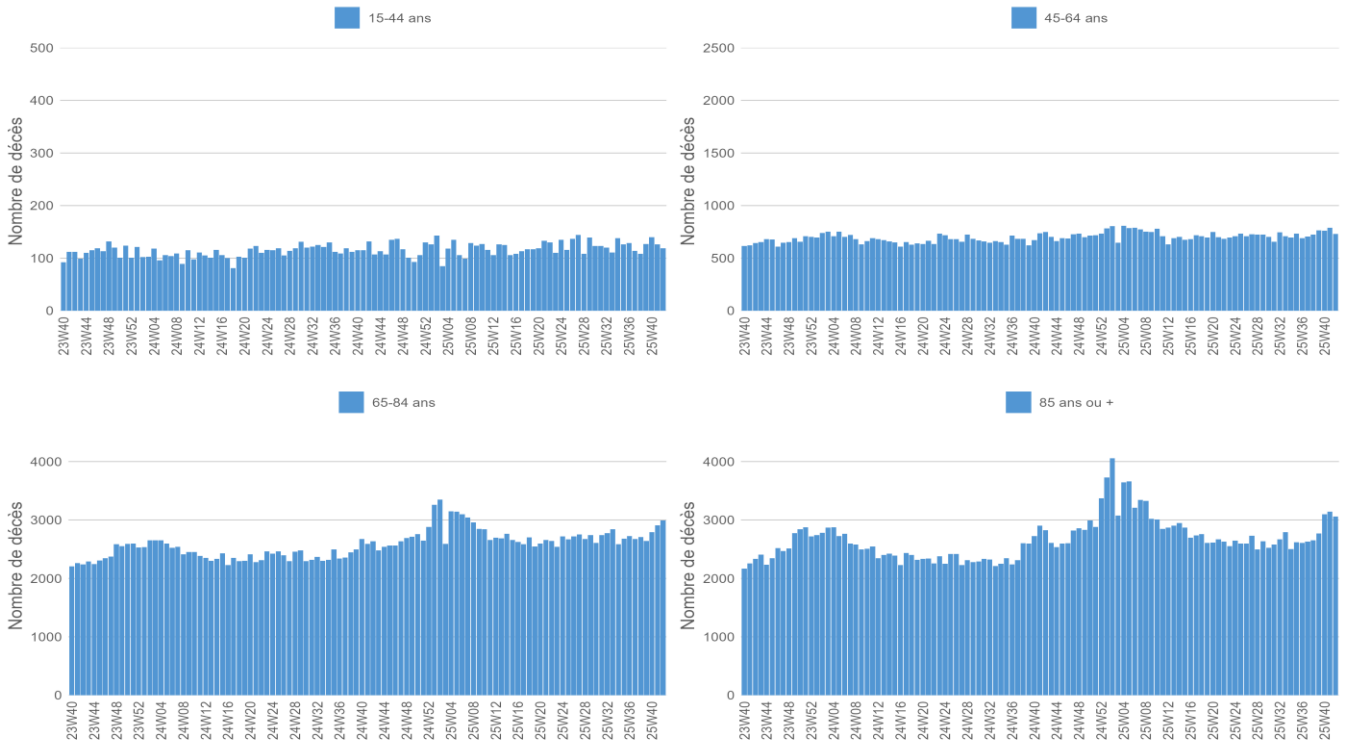 15-44 ans
500
400
300
200
100
0
Nombre de décès
23W40 23W44 23W48 23W52 24W04 24W08 24W12 24W16 24W20 24W24 24W28 24W32 24W36 24W40 24W44 24W48 24W52 25W04 25W08 25W12 25W16 25W20 25W24 25W28 25W32 25W36 25W40
45-64 ans
2500
2000
1500
1000
500
0
Nombre de décès
23W40 23W44 23W48 23W52 24W04 24W08 24W12 24W16 24W20 24W24 24W28 24W32 24W36 24W40 24W44 24W48 24W52 25W04 25W08 25W12 25W16 25W20 25W24 25W28 25W32 25W36 25W40
65-84 ans
4000
3000
2000
1000
0
Nombre de décès
23W40 23W44 23W48 23W52 24W04 24W08 24W12 24W16 24W20 24W24 24W28 24W32 24W36 24W40 24W44 24W48 24W52 25W04 25W08 25W12 25W16 25W20 25W24 25W28 25W32 25W36 25W40
85 ans ou +
4000
3000
2000
1000
0
Nombre de décès
23W40 23W44 23W48 23W52 24W04 24W08 24W12 24W16 24W20 24W24 24W28 24W32 24W36 24W40 24W44 24W48 24W52 25W04 25W08 25W12 25W16 25W20 25W24 25W28 25W32 25W36 25W40